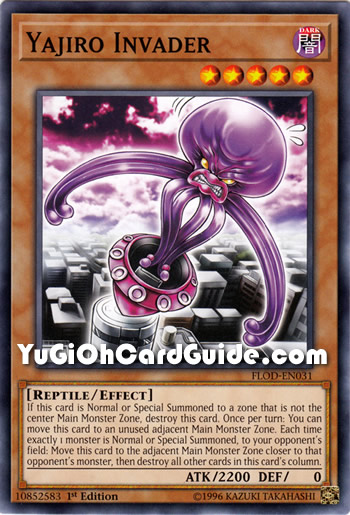 YAJIRO INVADER
DARK
闇
YuGiOhCardGuide.com
FLOD-EN031
[REPTILE/EFFECT]
If this card is Normal or Special Summoned to a zone that is not the
center Main Monster Zone, destroy this card. Once per turn: You can
move this card to an unused adjacent Main Monster Zone. Each time
exactly 1 monster is Normal or Special Summoned, to your opponent's
field: Move this card to the adjacent Main Monster Zone closer to that
opponent's monster, then destroy all other cards in this card's column.
ATK/2200 DEF/ 0
10852583 1st Edition ©1996 KAZUKI TAKAHASHI